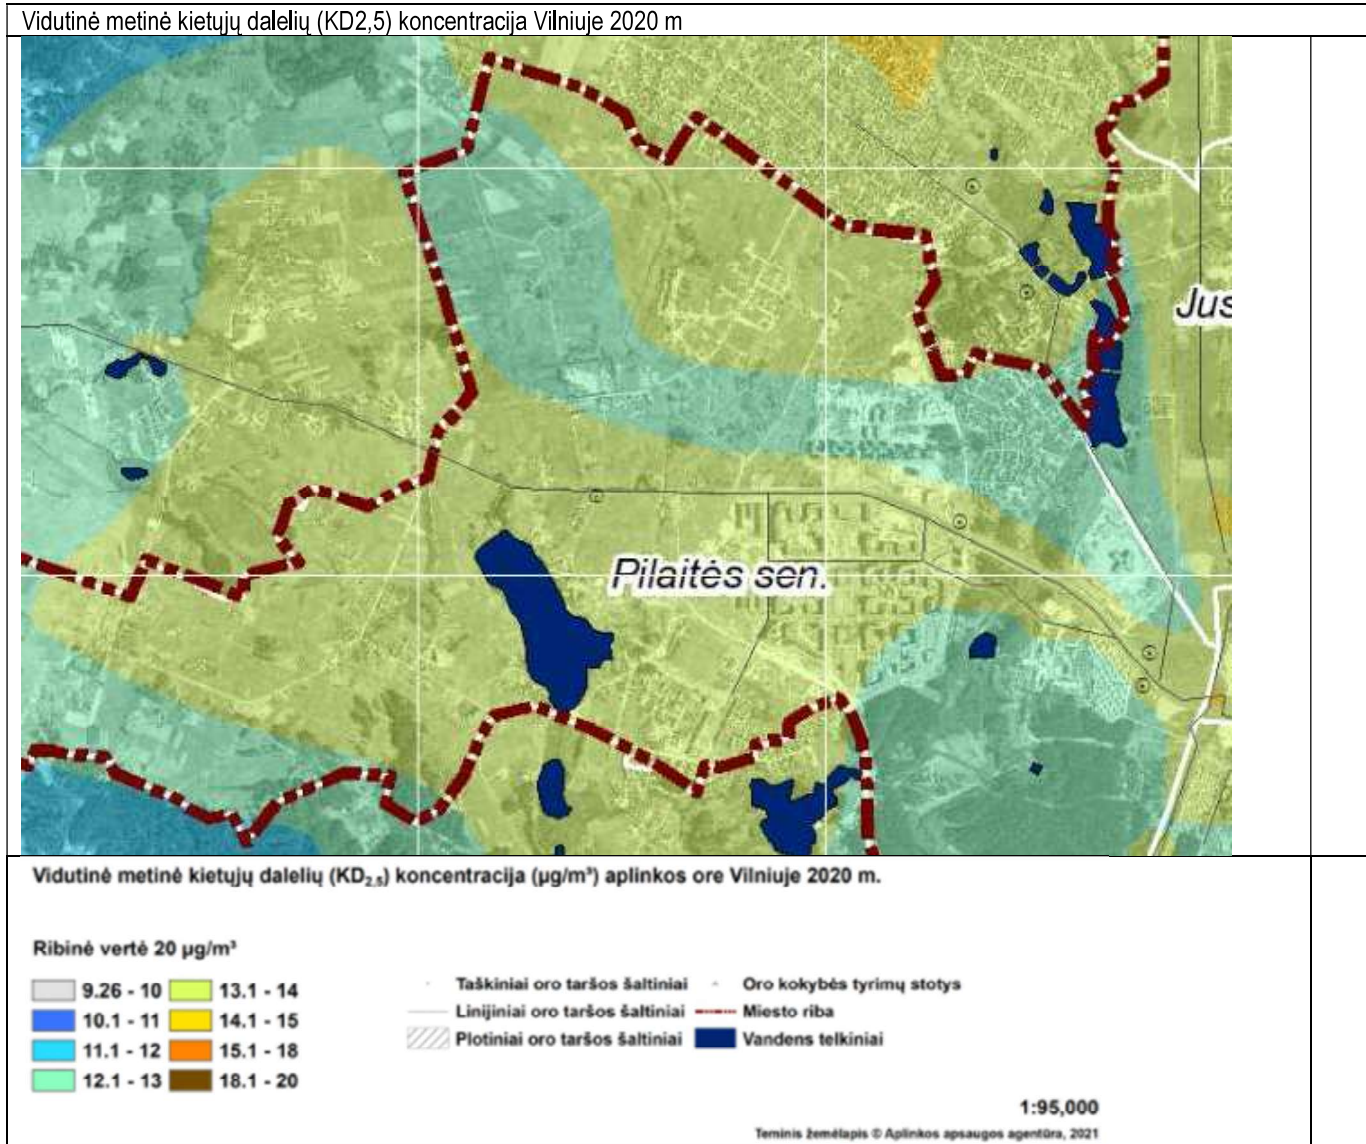 Vidutinė metinė kietųjų dalelių (KD2,5) koncentracija Vilniuje 2020 m
Jus
Pilaitės sen.
Vidutinė metinė kietųjų dalelių (KD2,5) koncentracija (µg/m³) aplinkos ore Vilniuje 2020 m.
Ribinė vertė 20 µg/m³
9.26 - 10 13.1 - 14
10.1 - 11 14.1 - 15
11.1 - 12 15.1 - 18
12.1 - 13 18.1 - 20
Taškiniai oro taršos šaltiniai Oro kokybės tyrimų stotys
Linijiniai oro taršos šaltiniai Miesto riba
Plotiniai oro taršos šaltiniai Vandens telkiniai
1:95,000
Teminis žemėlapis © Aplinkos apsaugos agentūra, 2021